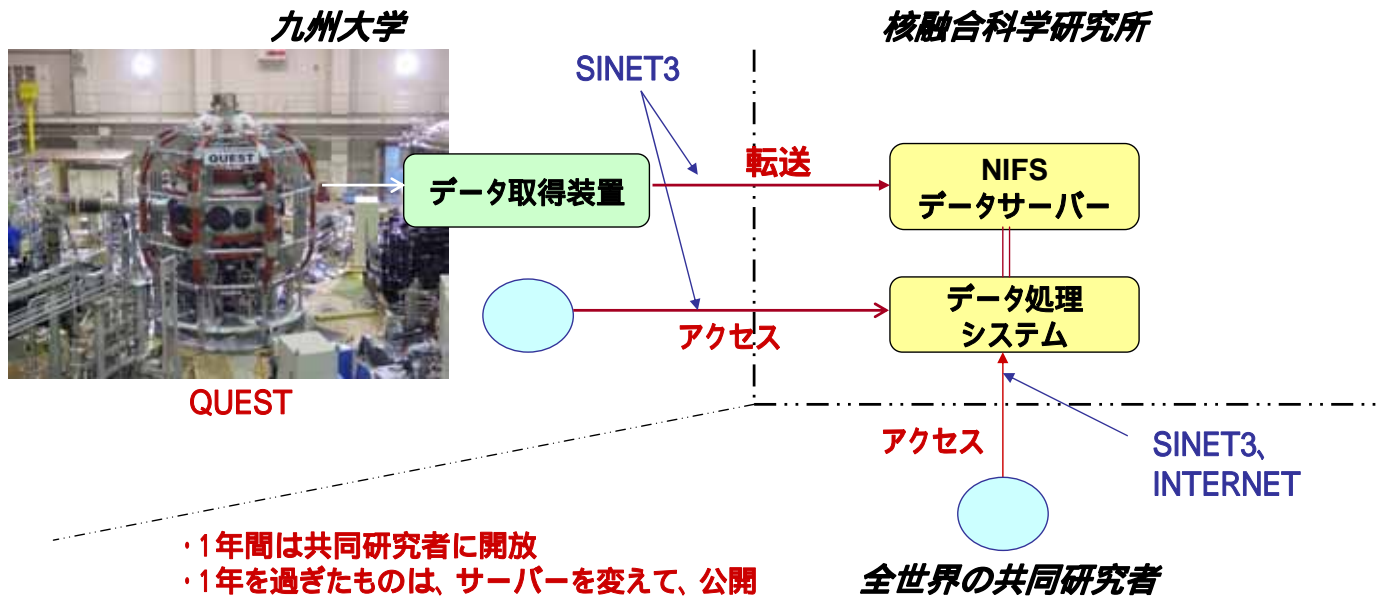 九州大学
核融合科学研究所
SINET3
QUEST
転送
データ取得装置
NIFS
データサーバー
データ処理
システム
アクセス
QUEST
アクセス
SINET3、
INTERNET
・1年間は共同研究者に開放
・1年を過ぎたものは、サーバーを変えて、公開
全世界の共同研究者